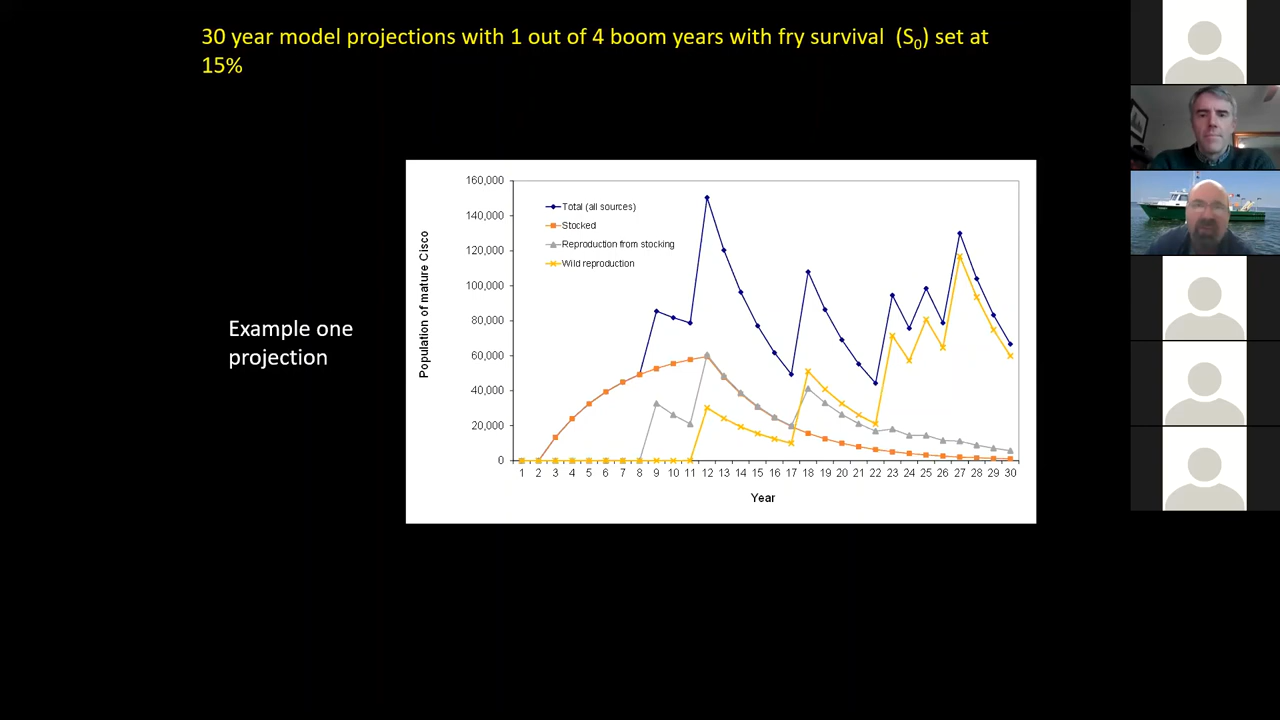 30 year model projections with 1 out of 4 boom years with fry survival (S0) set at
15%
Example one
projection
Population of mature Cisco
160,000
140,000
120,000
100,000
80,000
60,000
40,000
20,000
0
Total (all sources)
Stocked
Reproduction from stocking
Wild reproduction
1 2 3 4 5 6 7 8 9 10 11 12 13 14 15 16 17 18 19 20 21 22 23 24 25 26 27 28 29 30
Year